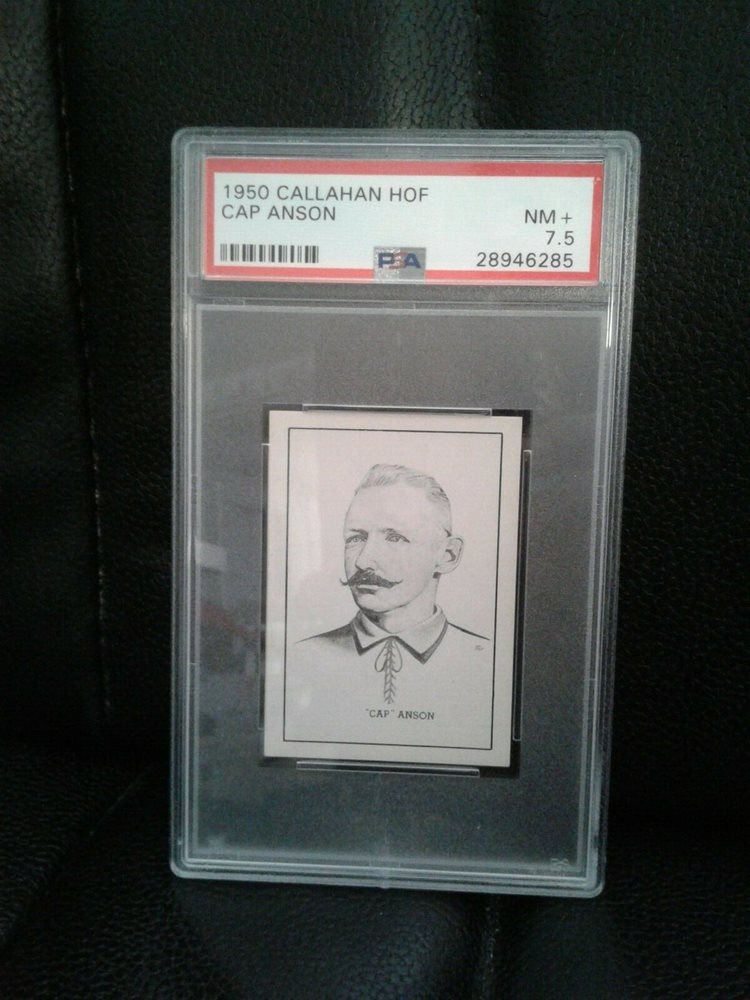 1950 CALLAHAN HOF
CAP ANSON
NM+
7.5
PSA
28946285
"CAP" ANSON